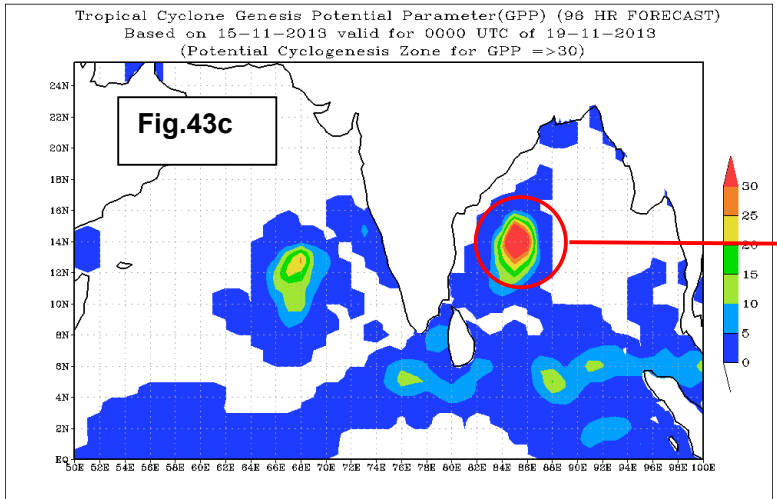 Tropical Cyclone Genesis Potential Parameter(GPP) (96 HR FORECAST)
Based on 15-11-2013 valid for 0000 UTC of 19-11-2013
(Potential Cyclogenesis Zone for GPP =>30)
Fig.43c
24N
22N
20N
18N
16N
14N
12N
10N
8N
6N
4N
2N
EQ
50E 52E 54E 56E 58E 60E 62E 64E 66E 68E 70E 72E 74E 76E 78E 80E 82E 84E 86E 88E 90E 92E 94E 96E 98E 100E
30
25
20
15
10
5
0